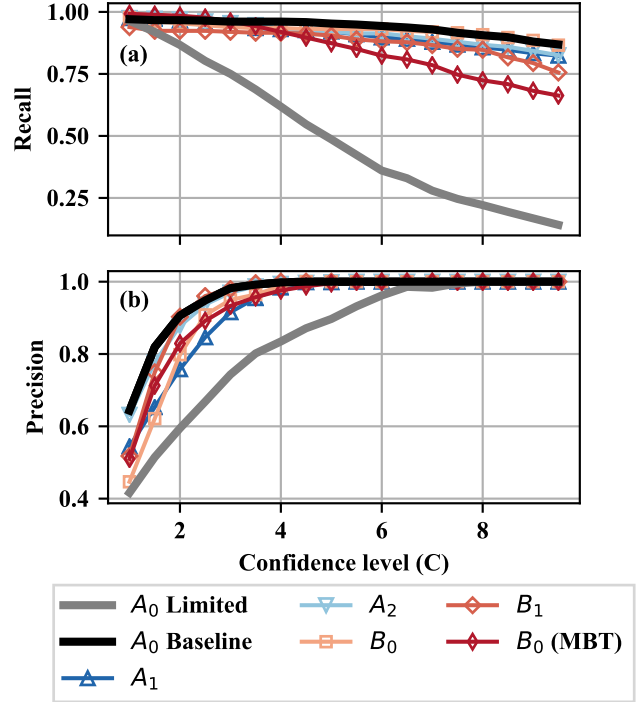 1.00
(a)
0.75
Recall
0.50
0.25
1.0
(b)
0.8
Precision
0.6
0.4
2 4 6 8
Confidence level (C)
A₀ Limited A₂ B₁
A₀ Baseline B₀ B₀ (MBT)
A₁